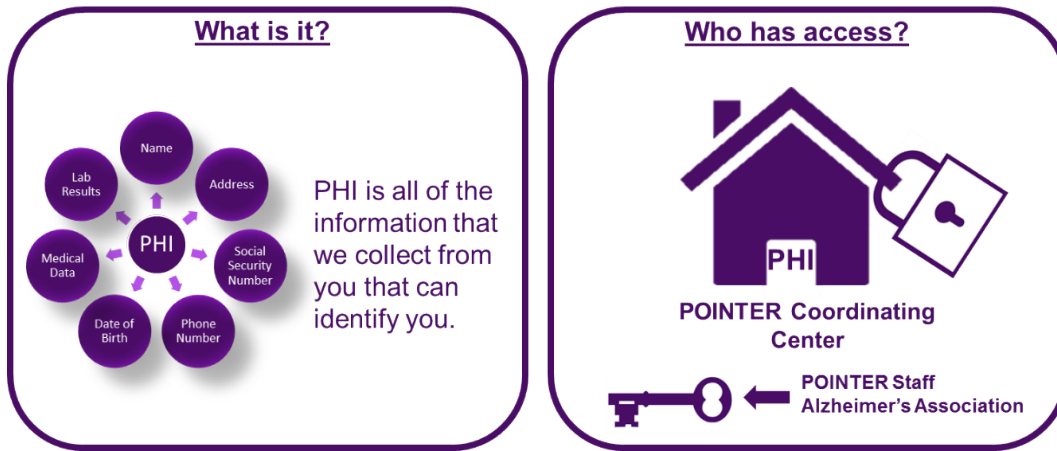 What is it?
Name
Address
Social
Security
Number
Phone
Number
Date of
Birth
Medical
Data
Lab
Results
PHI
PHI is all of the
information that
we collect from
you that can
identify you.
Who has access?
PHI
POINTER Coordinating
Center
POINTER Staff
Alzheimer's Association